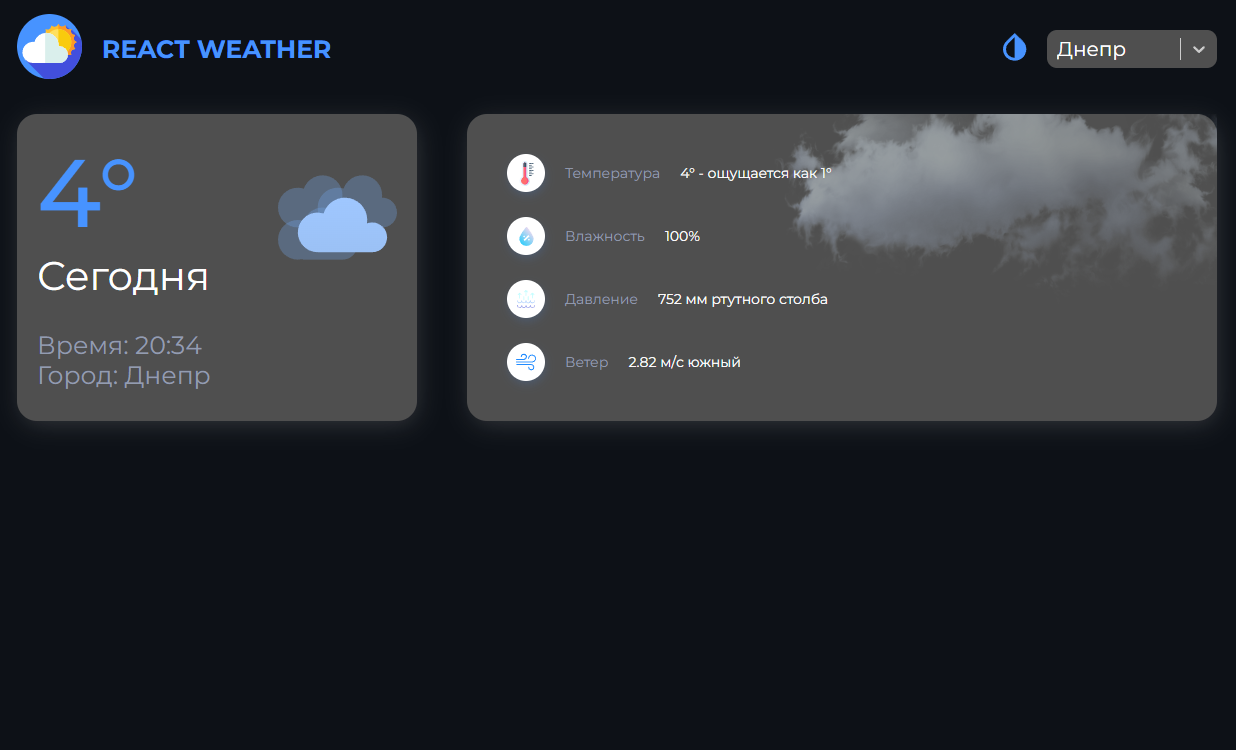 REACT WEATHER
Днепр
4°
Сегодня
Время: 20:34
Город: Днепр
Температура 4° - ощущается как 1°
Влажность 100%
Давление 752 мм ртутного столба
Ветер 2.82 м/с южный